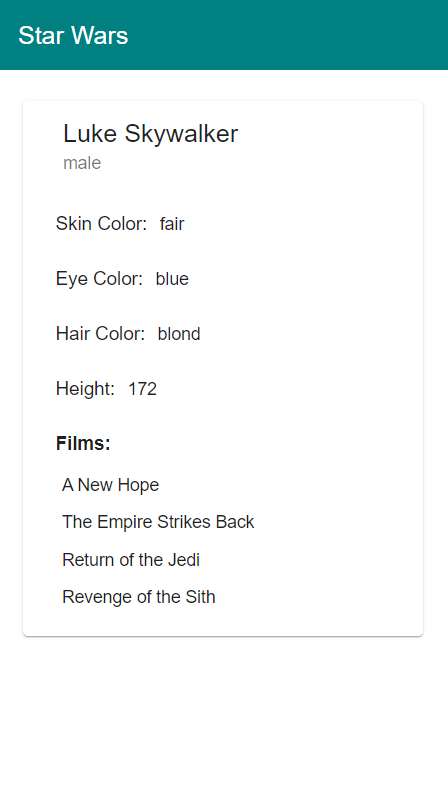 Star Wars
Luke Skywalker
male
Skin Color: fair
Eye Color: blue
Hair Color: blond
Height: 172
Films:
A New Hope
The Empire Strikes Back
Return of the Jedi
Revenge of the Sith